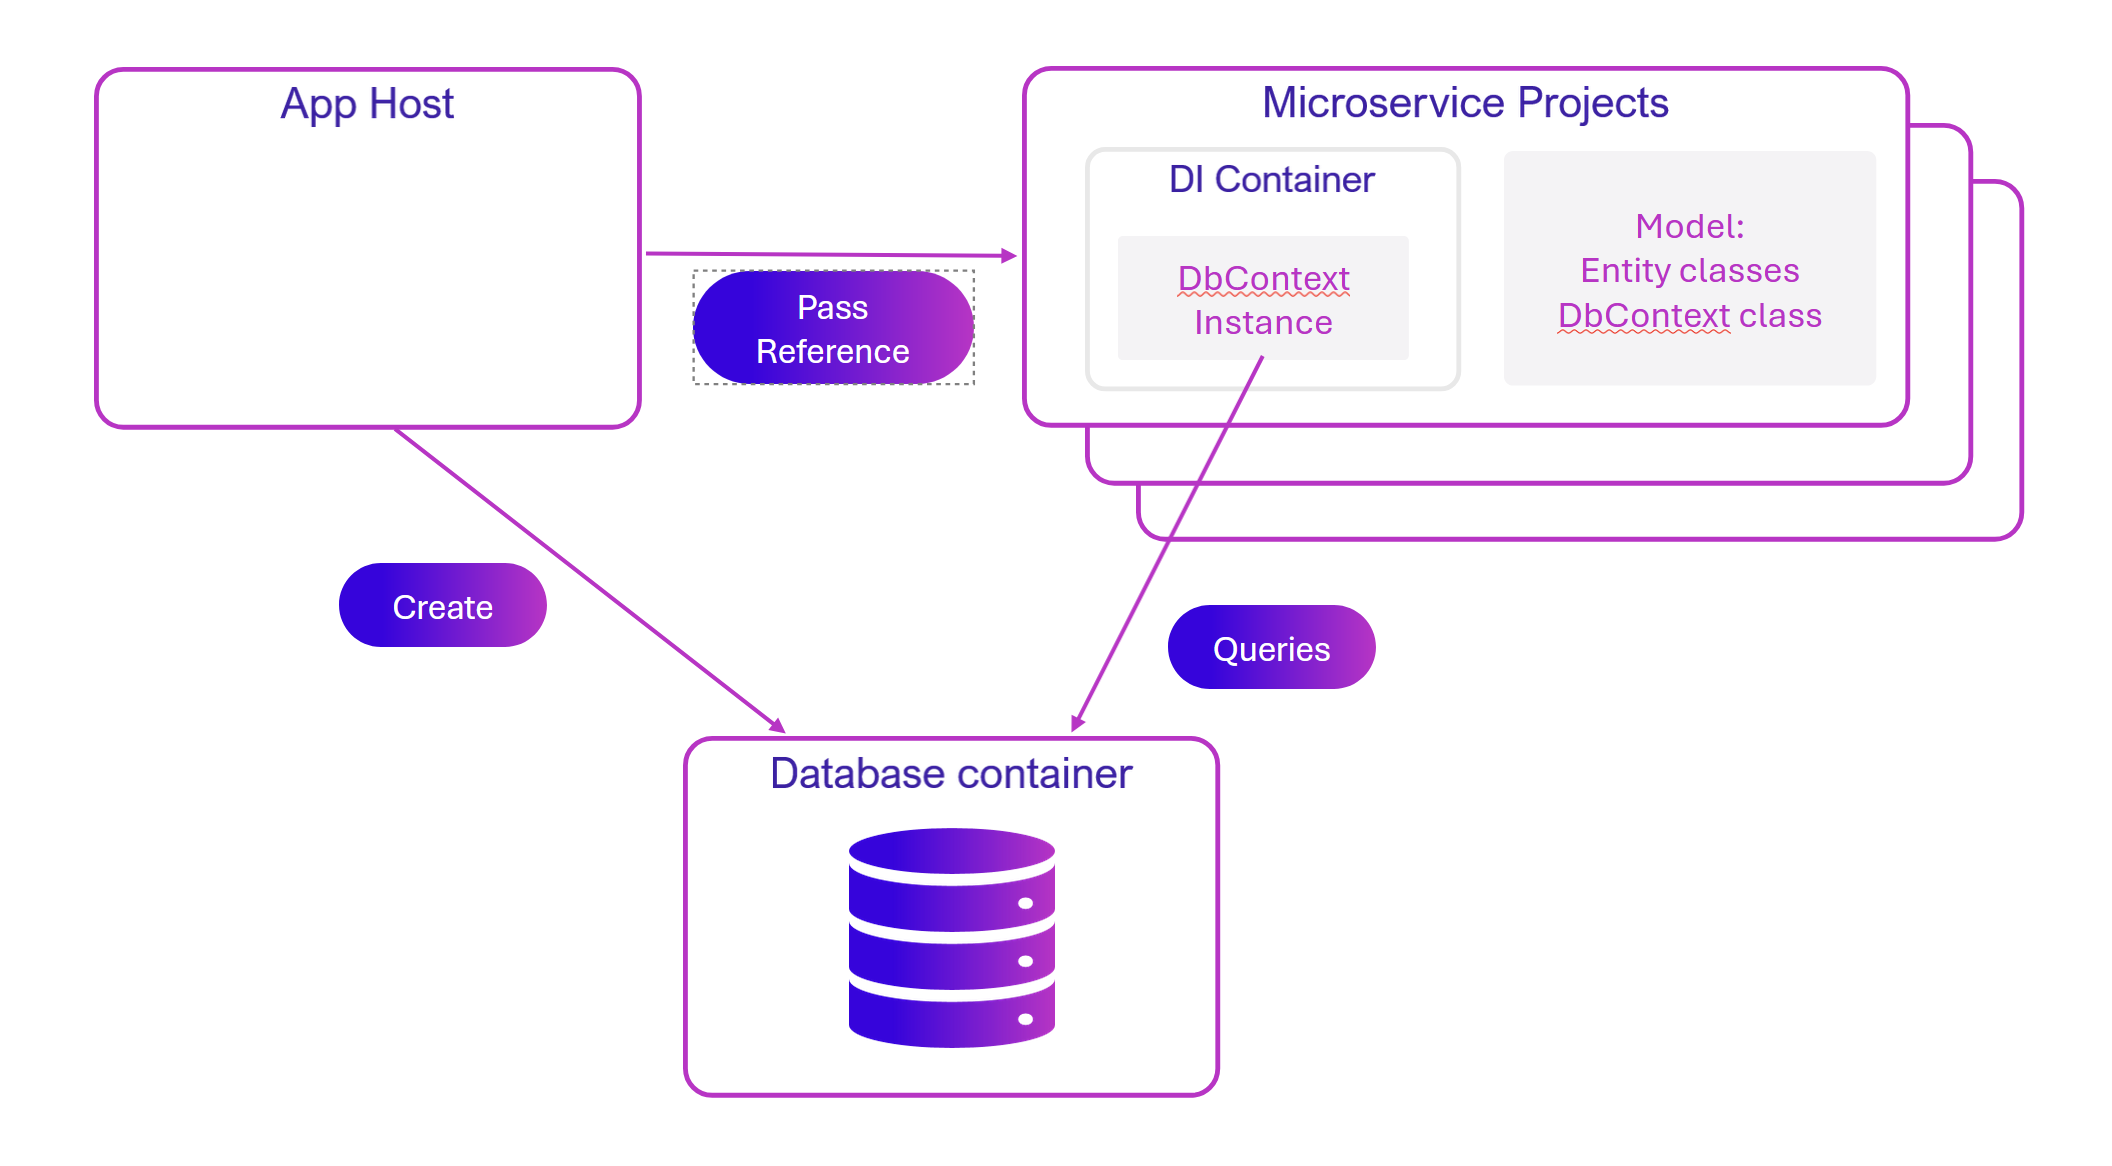 App Host
Microservice Projects
DI Container
DbContext
Instance
Model:
Entity classes
DbContext class
Pass
Reference
Create
Queries
Database container